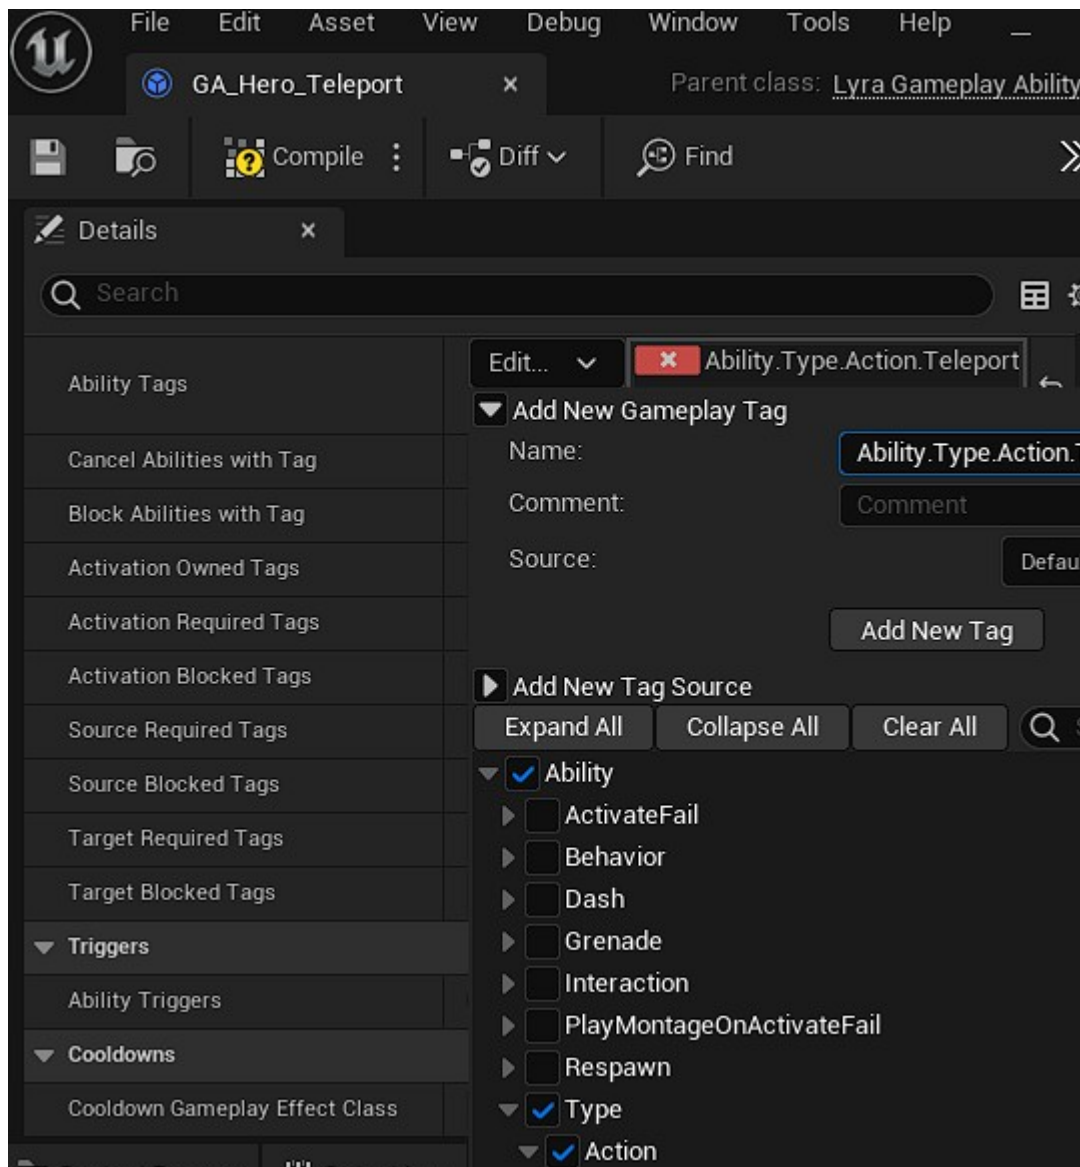 File Edit Asset View Debug Window Tools Help
GA_Hero_Teleport Parent class: Lyra Gameplay Ability
Compile Diff Find
Details
Search
Ability Tags
Edit... Ability.Type.Action.Teleport
Add New Gameplay Tag
Name: Ability.Type.Action.
Comment: Comment
Source: Defau
Add New Tag
Add New Tag Source
Expand All Collapse All Clear All
Cancel Abilities with Tag
Block Abilities with Tag
Activation Owned Tags
Activation Required Tags
Activation Blocked Tags
Source Required Tags
Source Blocked Tags
Target Required Tags
Target Blocked Tags
Triggers
Ability Triggers
Cooldowns
Cooldown Gameplay Effect Class
Ability
ActivateFail
Behavior
Dash
Grenade
Interaction
PlayMontageOnActivateFail
Respawn
Type
Action